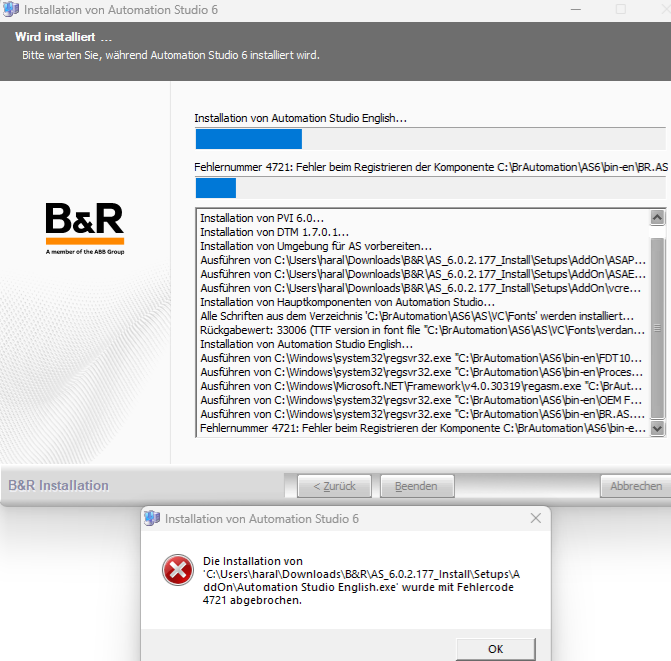 Installation von Automation Studio 6
Wird installiert ...
Bitte warten Sie, während Automation Studio 6 installiert wird.
Installation von Automation Studio English...
Fehlernummer 4721: Fehler beim Registrieren der Komponente C:\BrAutomation\AS6\bin-en\BR.AS
B&R
A member of the ABB Group
Installation von PVI 6.0...
Installation von DTM 1.7.0.1...
Installation von Umgebung für AS vorbereiten...
Ausführen von C:\Users\haral\Downloads\B&R\AS_6.0.2.177_Install\Setups\AddOn\ASAP...
Ausführen von C:\Users\haral\Downloads\B&R\AS_6.0.2.177_Install\Setups\AddOn\ASAE...
Ausführen von C:\Users\haral\Downloads\B&R\AS_6.0.2.177_Install\Setups\AddOn\vcre...
Installation von Hauptkomponenten von Automation Studio...
Alle Schriften aus dem Verzeichnis 'C:\BrAutomation\AS6\AS\VC\Fonts' werden installiert...
Rückgabewert: 33006 (TTF version in font file "C:\BrAutomation\AS6\AS\VC\Fonts\verdan...
Installation von Automation Studio English...
Ausführen von C:\Windows\system32\regsvr32.exe "C:\BrAutomation\AS6\bin-en\FDT10...
Ausführen von C:\Windows\system32\regsvr32.exe "C:\BrAutomation\AS6\bin-en\Proces...
Ausführen von C:\Windows\Microsoft.NET\Framework\v4.0.30319\regasm.exe "C:\BrAut...
Ausführen von C:\Windows\system32\regsvr32.exe "C:\BrAutomation\AS6\bin-en\OEM F...
Ausführen von C:\Windows\system32\regsvr32.exe "C:\BrAutomation\AS6\bin-en\BR.AS....
Fehlernummer 4721: Fehler beim Registrieren der Komponente C:\BrAutomation\AS6\bin-e...
B&R Installation
< Zurück
Beenden
Abbrechen
Installation von Automation Studio 6
Die Installation von
'C:\Users\haral\Downloads\B&R\AS_6.0.2.177_Install\Setups\A
ddOn\Automation Studio English.exe' wurde mit Fehlercode
4721 abgebrochen.
OK